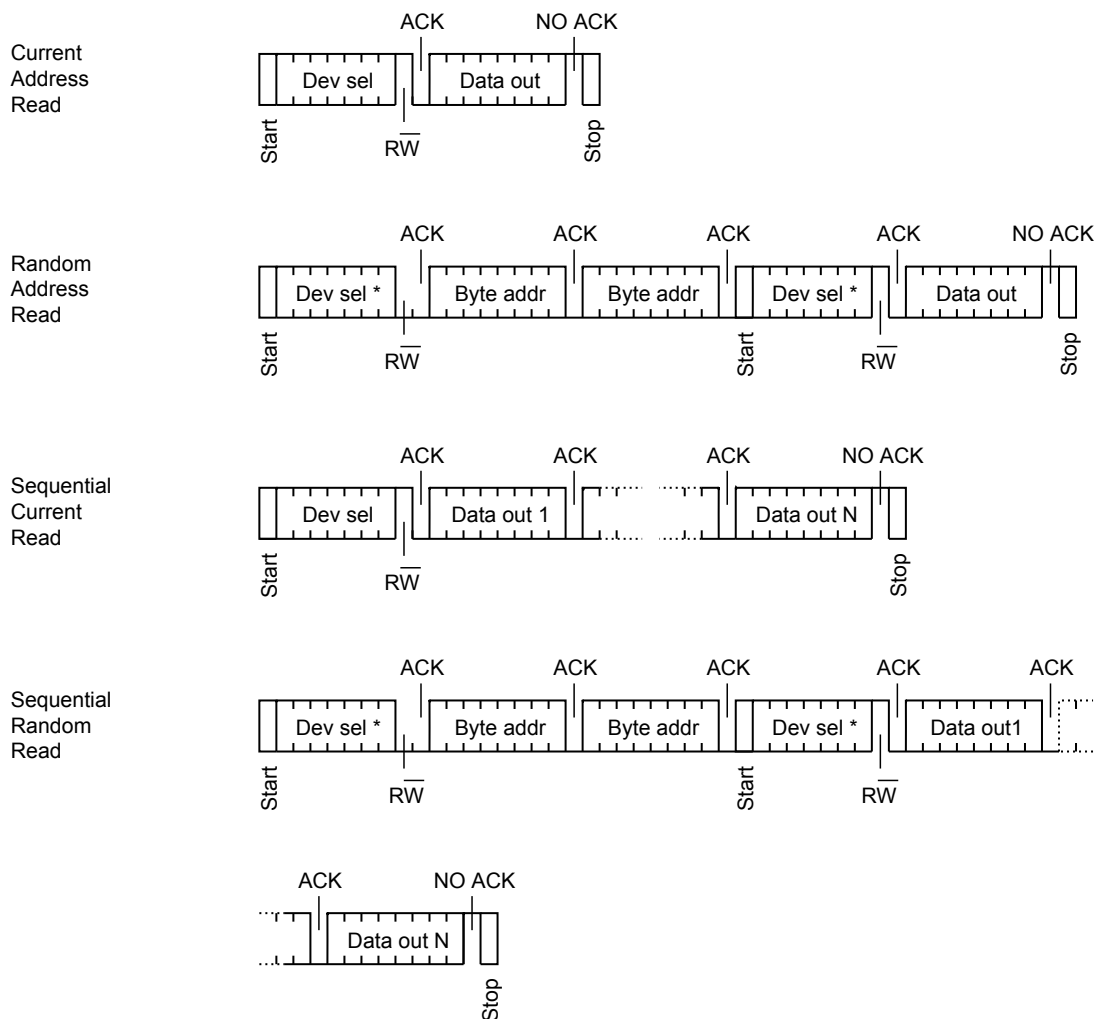 ACK NO ACK
Current
Address
Read
Dev sel Data out
Start RW̅ Stop
ACK ACK ACK ACK NO ACK
Random
Address
Read
Dev sel * Byte addr Byte addr Dev sel * Data out
Start RW̅ Start RW̅ Stop
ACK ACK ACK NO ACK
Sequential
Current
Read
Dev sel Data out 1 Data out N
Start RW̅ Stop
ACK ACK ACK ACK ACK
Sequential
Random
Read
Dev sel * Byte addr Byte addr Dev sel * Data out1
Start RW̅ Start RW̅
ACK NO ACK
Data out N
Stop